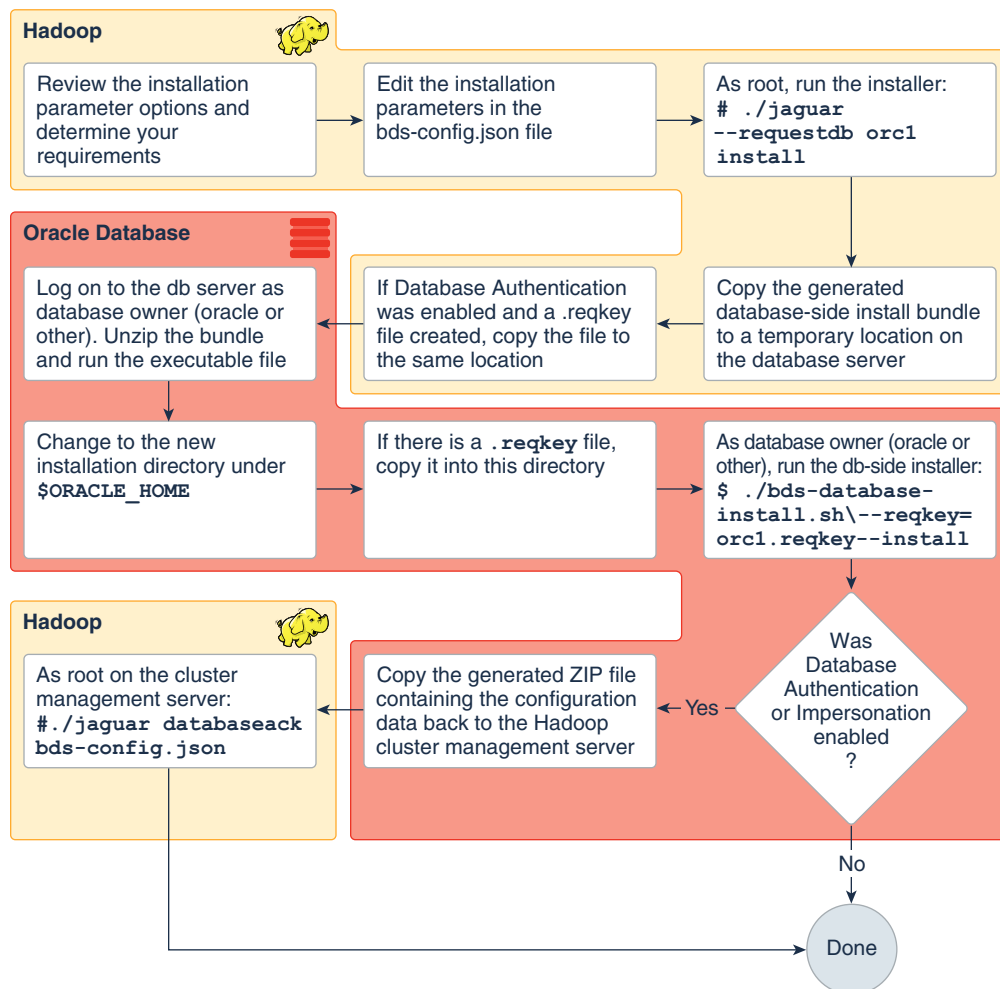 Hadoop
Review the installation
parameter options and
determine your
requirements
Edit the installation
parameters in the
bds-config.json file
As root, run the installer:
# ./jaguar
--requestdb orc1
install
Copy the generated
database-side install bundle
to a temporary location on
the database server
If Database Authentication
was enabled and a .reqkey
file created, copy the file to
the same location
Oracle Database
Log on to the db server as
database owner (oracle or
other). Unzip the bundle
and run the executable file
Change to the new
installation directory under
$ORACLE_HOME
If there is a .reqkey file,
copy it into this directory
As database owner (oracle or
other), run the db-side installer:
$ ./bds-database-
install.sh\--reqkey=
orc1.reqkey--install
Was
Database
Authentication
or Impersonation
enabled
?
Yes
Copy the generated ZIP file
containing the configuration
data back to the Hadoop
cluster management server
Hadoop
As root on the cluster
management server:
#./jaguar databaseack
bds-config.json
No
Done